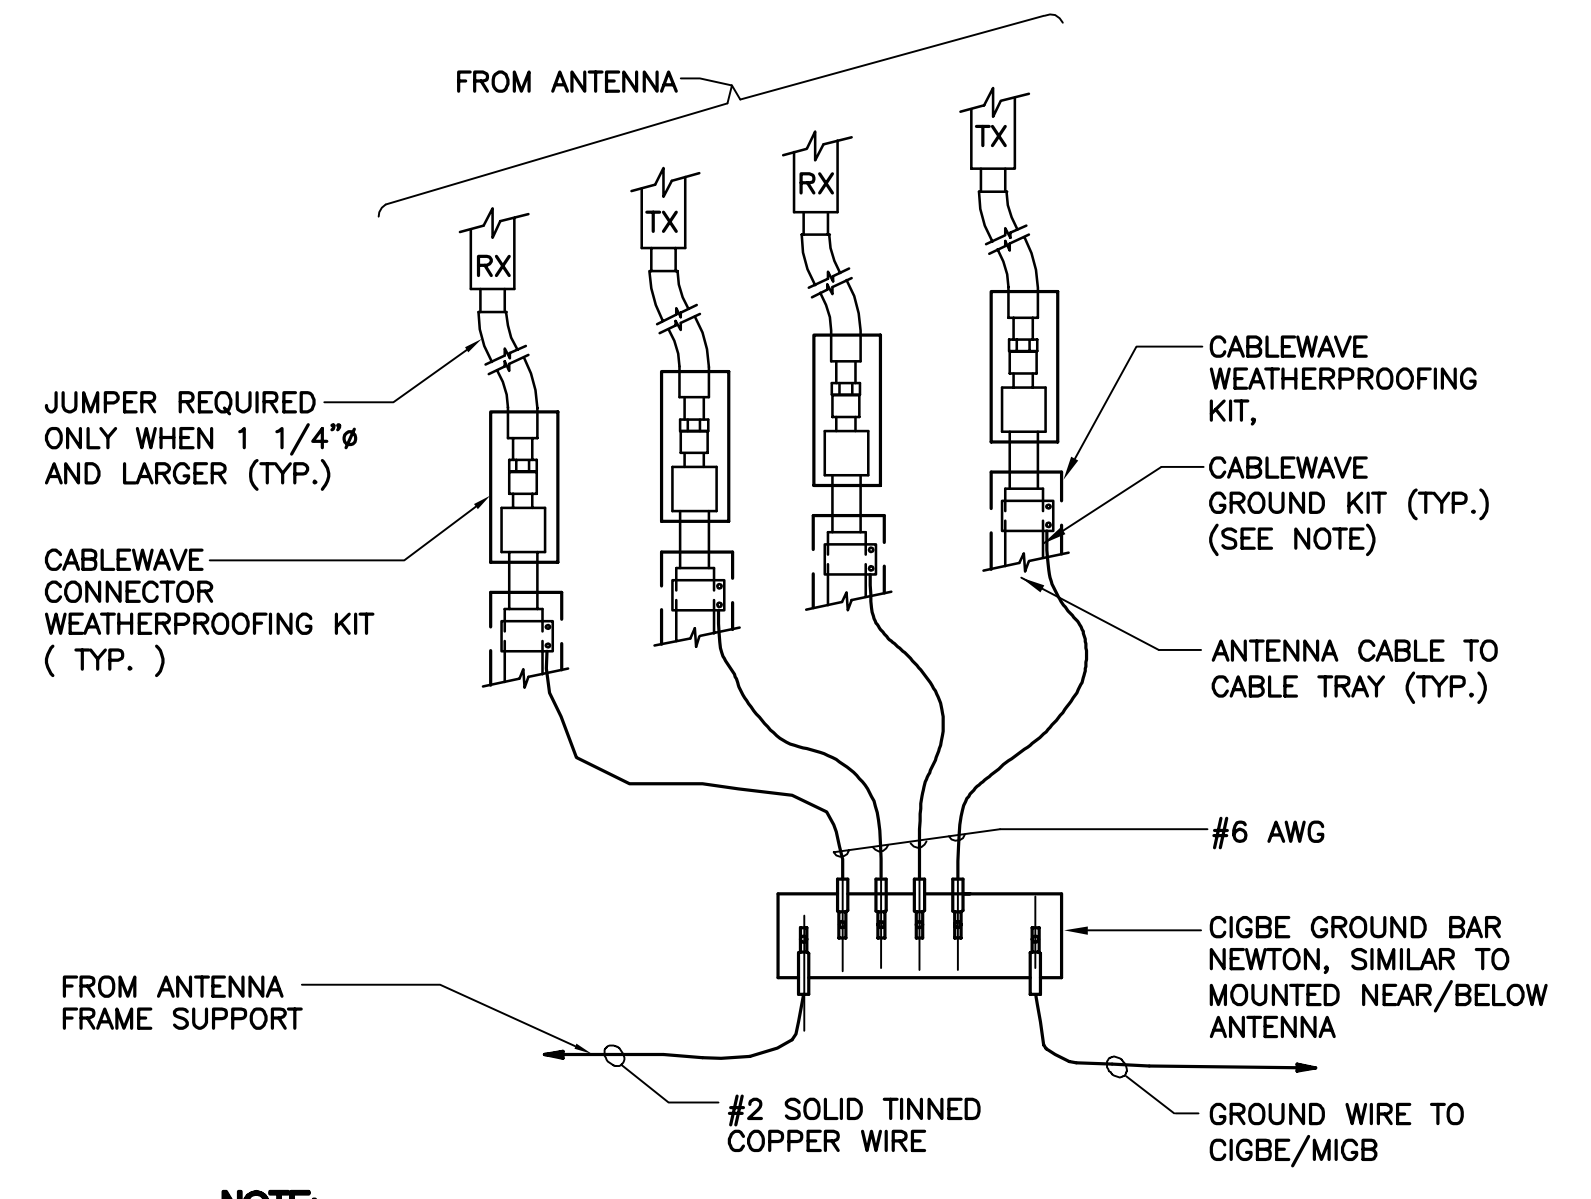 FROM ANTENNA
TX
RX
TX
RX
JUMPER REQUIRED
ONLY WHEN 1 1/4"ø
AND LARGER (TYP.)
CABLEWAVE
CONNECTOR
WEATHERPROOFING KIT
( TYP. )
CABLEWAVE
WEATHERPROOFING
KIT,
CABLEWAVE
GROUND KIT (TYP.)
(SEE NOTE)
ANTENNA CABLE TO
CABLE TRAY (TYP.)
#6 AWG
CIGBE GROUND BAR
NEWTON, SIMILAR TO
MOUNTED NEAR/BELOW
ANTENNA
FROM ANTENNA
FRAME SUPPORT
#2 SOLID TINNED
COPPER WIRE
GROUND WIRE TO
CIGBE/MIGB
NOTE: